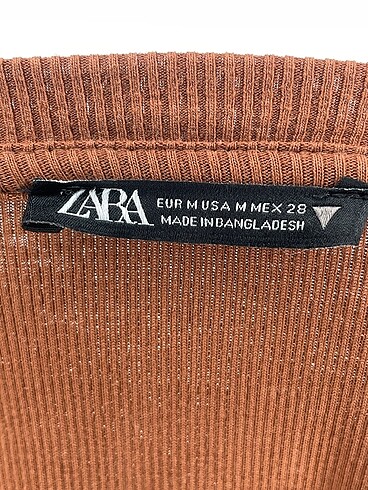 ZARA
EUR M USA M MEX 28
MADE IN BANGLADESH